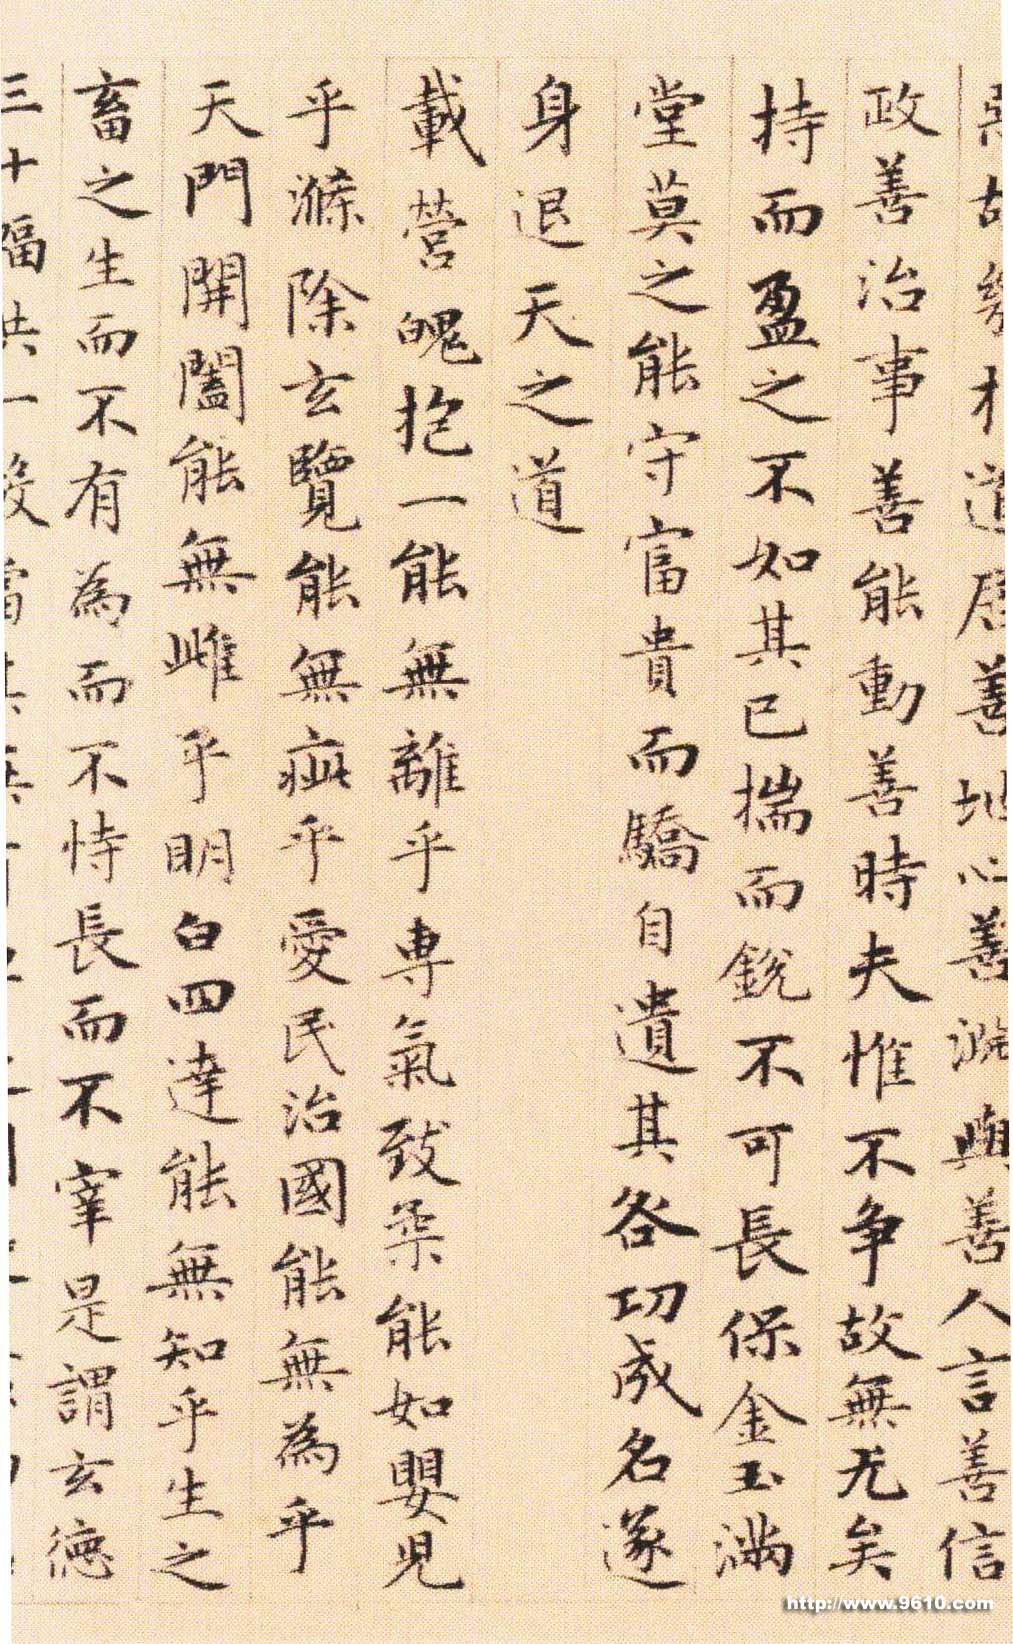 惡故幾扵道居善地心善淵與善人言善信
政善治事善能動善時夫惟不爭故無尤矣
持而盈之不如其已揣而銳不可長保金玉滿
堂莫之能守富貴而驕自遺其咎功成名遂
身退天之道
載營魄抱一能無離乎專氣致柔能如嬰兒
乎滌除玄覽能無疵乎愛民治國能無為乎
天門開闔能無雌乎明白四達能無知乎生之
畜之生而不有為而不恃長而不宰是謂玄德
三十輻共一轂當其無有車之用
http://www.9610.com